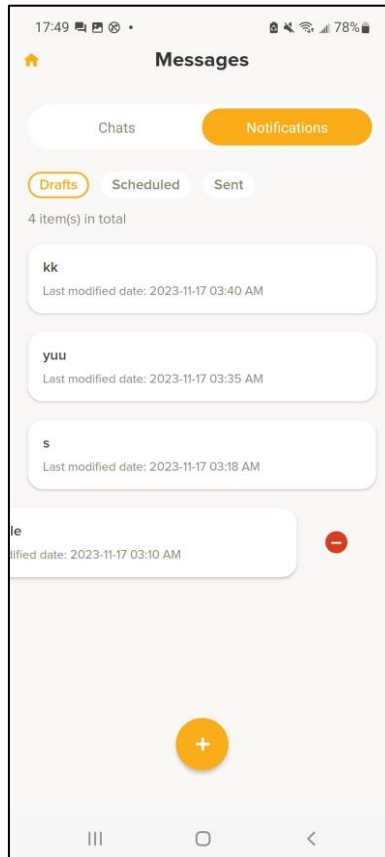 17:49 78%
Messages
Chats Notifications
Drafts Scheduled Sent
4 item(s) in total
kk
Last modified date: 2023-11-17 03:40 AM
yuu
Last modified date: 2023-11-17 03:35 AM
s
Last modified date: 2023-11-17 03:18 AM
le
ified date: 2023-11-17 03:10 AM